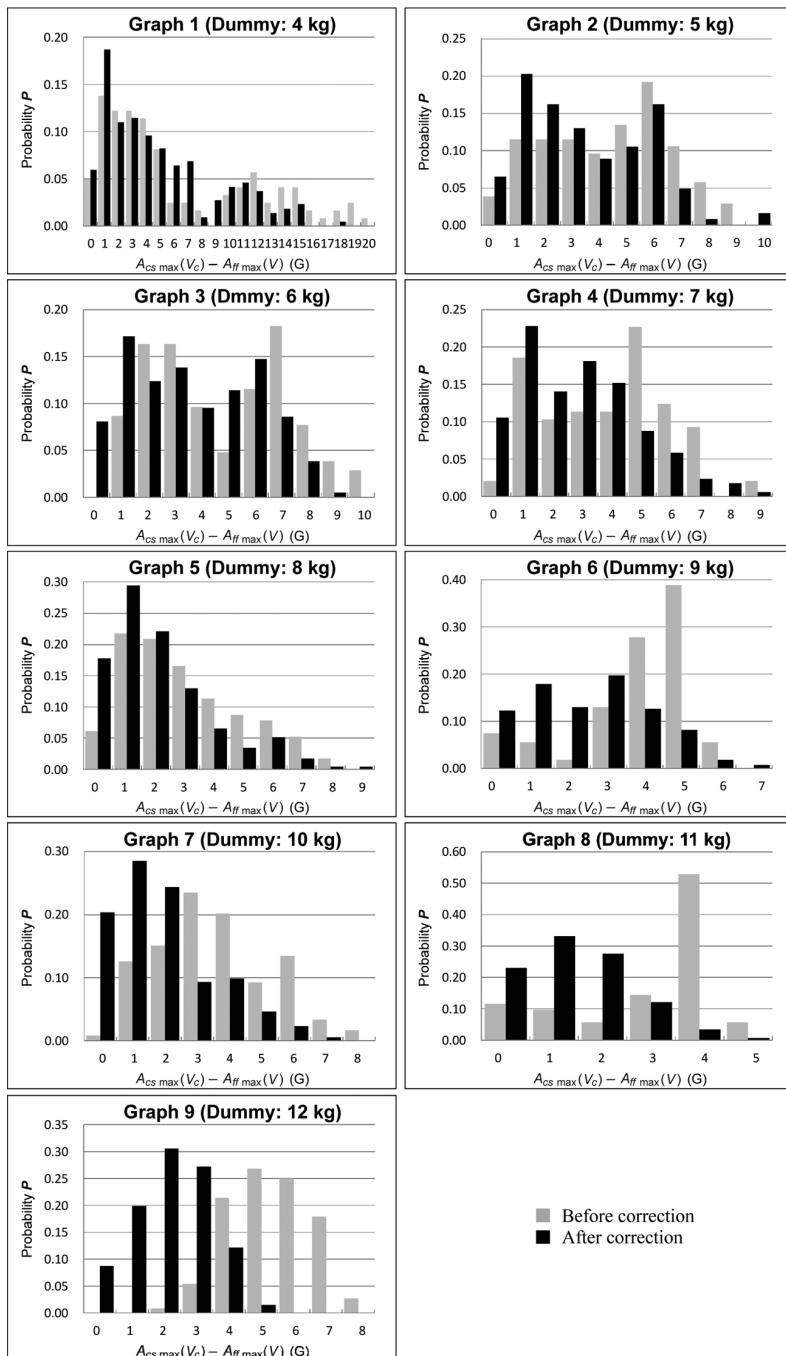 Graph 1 (Dummy: 4 kg)
Probability P
0.20
0.15
0.10
0.05
0.00
0 1 2 3 4 5 6 7 8 9 1011121314151617181920
Acs max(Vc) – Aff max(V) (G)
Graph 2 (Dummy: 5 kg)
Probability P
0.25
0.20
0.15
0.10
0.05
0.00
0 1 2 3 4 5 6 7 8 9 10
Acs max(Vc) – Aff max(V) (G)
Graph 3 (Dmmy: 6 kg)
Probability P
0.20
0.15
0.10
0.05
0.00
0 1 2 3 4 5 6 7 8 9 10
Acs max(Vc) – Aff max(V) (G)
Graph 4 (Dummy: 7 kg)
Probability P
0.25
0.20
0.15
0.10
0.05
0.00
0 1 2 3 4 5 6 7 8 9
Acs max(Vc) – Aff max(V) (G)
Graph 5 (Dummy: 8 kg)
Probability P
0.30
0.25
0.20
0.15
0.10
0.05
0.00
0 1 2 3 4 5 6 7 8 9
Acs max(Vc) – Aff max(V) (G)
Graph 6 (Dummy: 9 kg)
Probability P
0.40
0.30
0.20
0.10
0.00
0 1 2 3 4 5 6 7
Acs max(Vc) – Aff max(V) (G)
Graph 7 (Dummy: 10 kg)
Probability P
0.30
0.20
0.10
0.00
0 1 2 3 4 5 6 7 8
Acs max(Vc) – Aff max(V) (G)
Graph 8 (Dummy: 11 kg)
Probability P
0.60
0.50
0.40
0.30
0.20
0.10
0.00
0 1 2 3 4 5
Acs max(Vc) – Aff max(V) (G)
Graph 9 (Dummy: 12 kg)
Probability P
0.35
0.30
0.25
0.20
0.15
0.10
0.05
0.00
0 1 2 3 4 5 6 7 8
Acs max(Vc) – Aff max(V) (G)
Before correction
After correction